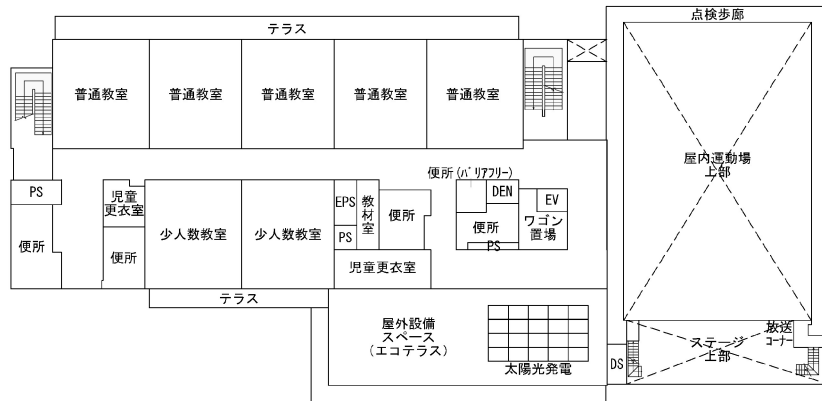 点検歩廊
テラス
普通教室
普通教室
普通教室
普通教室
普通教室
屋内運動場
上部
便所(バリアフリー)
PS
児童
更衣室
EPS
教材室
便所
DEN
EV
少人数教室
少人数教室
PS
便所
ワゴン
置場
便所
便所
PS
児童更衣室
テラス
屋外設備
スペース
(エコテラス)
太陽光発電
放送
コーナー
ステージ
上部
DS